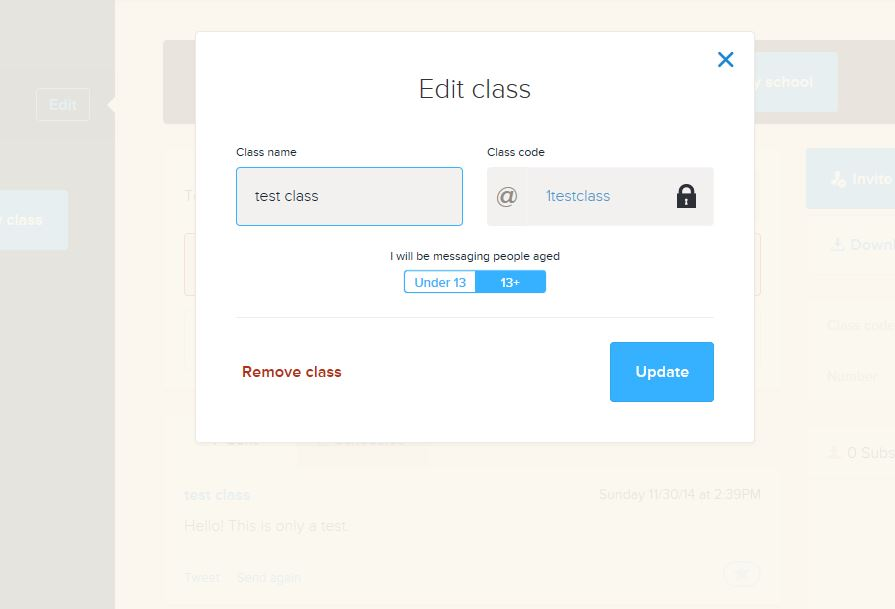 Edit
y school
Edit class
Class name
Class code
test class
@ 1testclass
Invite
y class
I will be messaging people aged
Under 13 13+
Class code
Remove class
Update
Number
0 Subs
test class
Sunday 11/30/14 at 2:39PM
Hello! This is only a test.
Tweet Send again